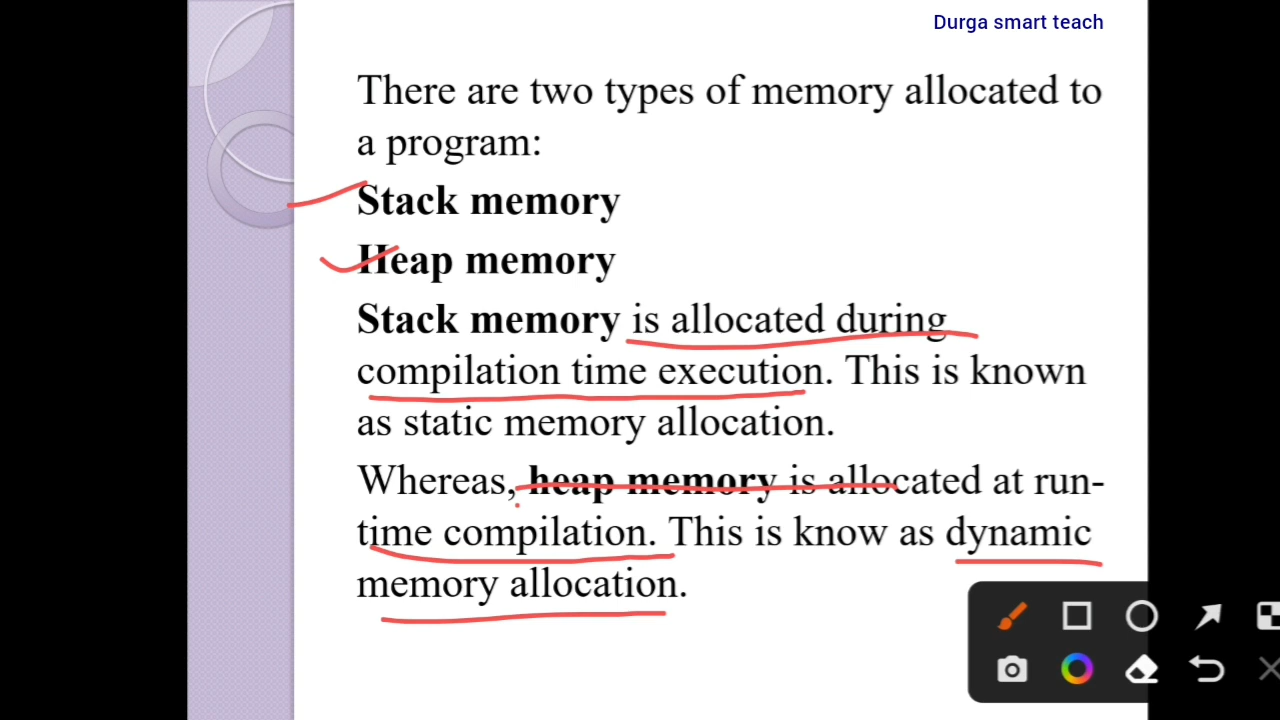 Durga smart teach
There are two types of memory allocated to
a program:
Stack memory
Heap memory
Stack memory is allocated during
compilation time execution. This is known
as static memory allocation.
Whereas, heap memory is allocated at run-
time compilation. This is know as dynamic
memory allocation.